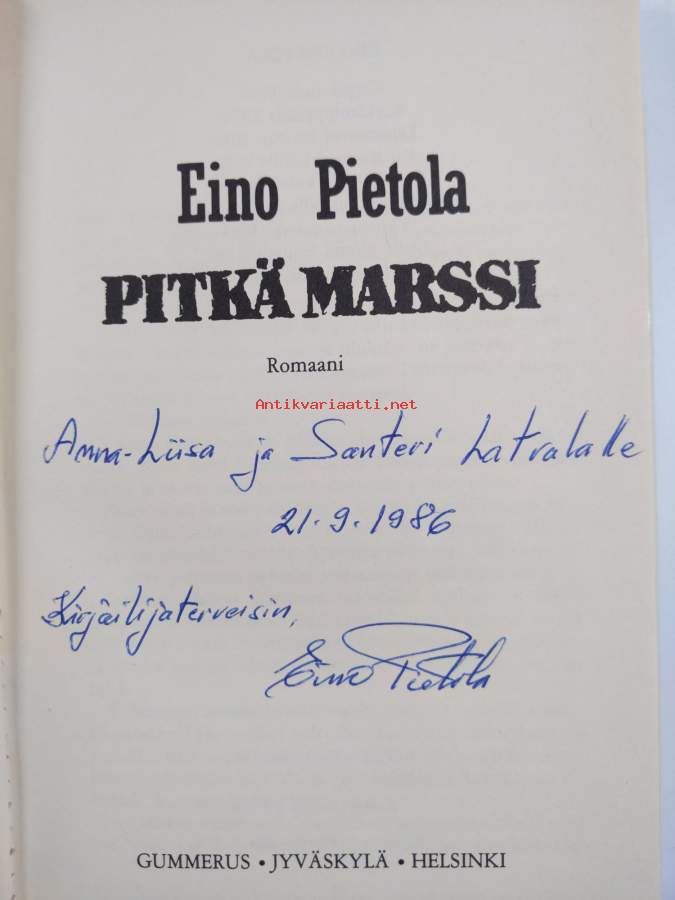 Eino Pietola
PITKÄ MARSSI
Romaani
Antikvariaatti.net
Anna-Liisa ja Santeri Latvalalle
21.9.1986
Kirjailijaterveisin,
Eino Pietola
GUMMERUS • JYVÄSKYLÄ • HELSINKI